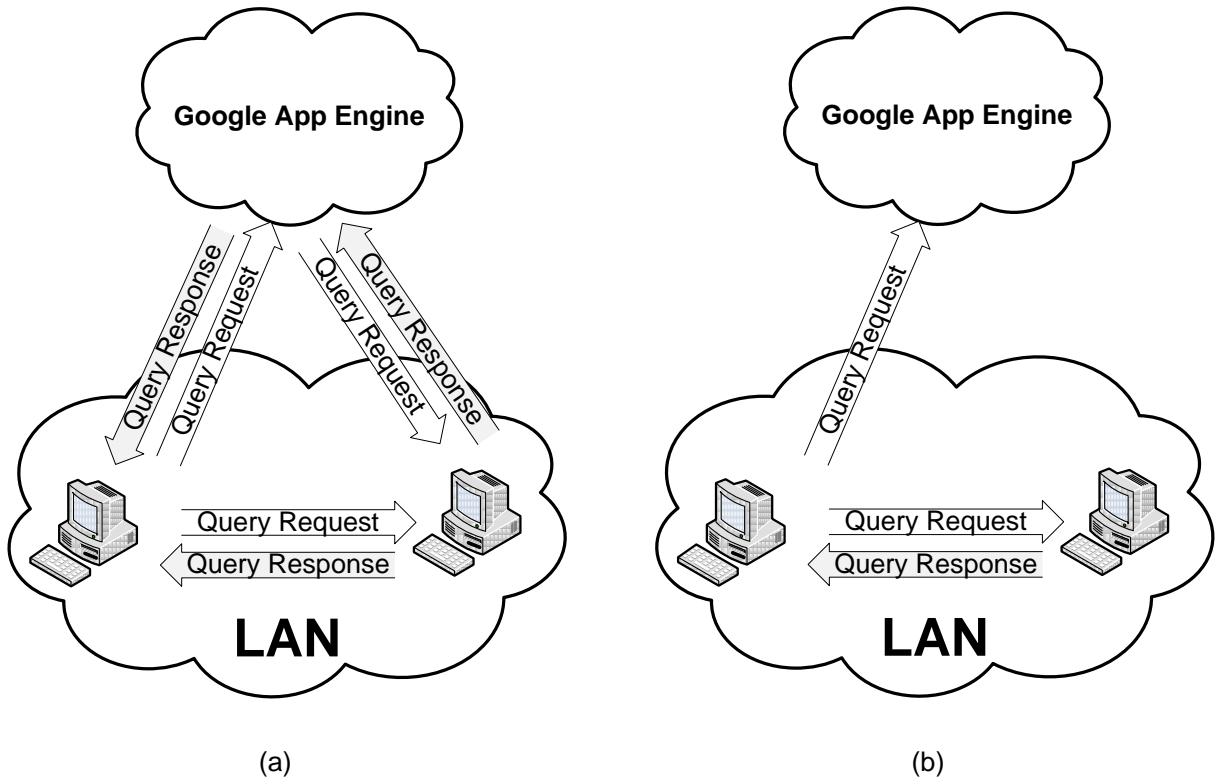 Google App Engine
Query Response
Query Request
Query Request
Query Response
Query Request
Query Response
LAN
(a)
Google App Engine
Query Request
Query Request
Query Response
LAN
(b)